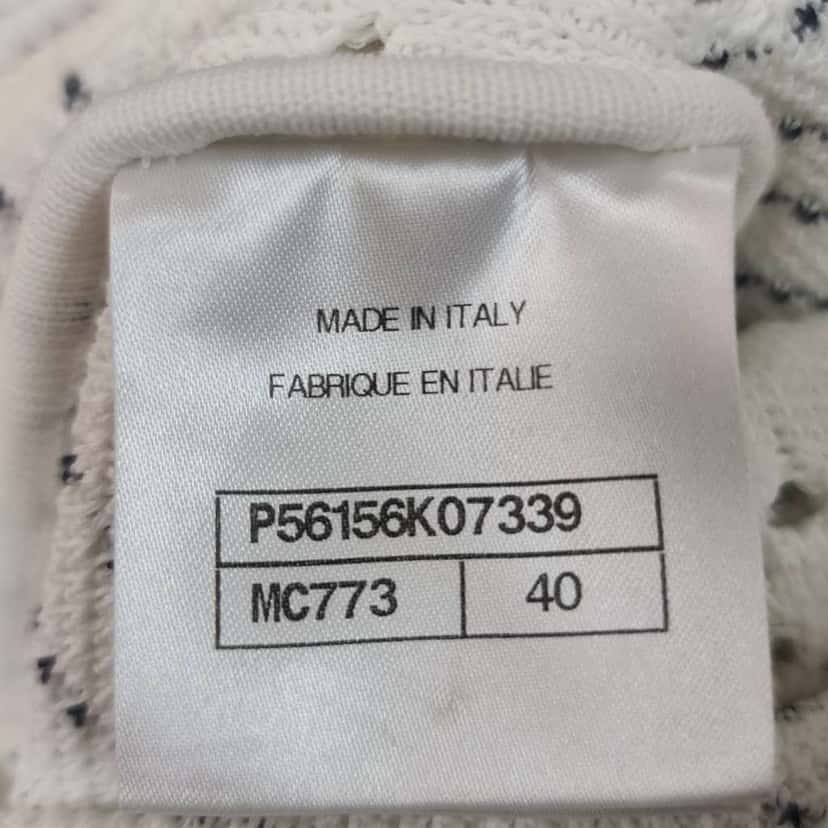 MADE IN ITALY
FABRIQUE EN ITALIE
P56156K07339
MC773 40